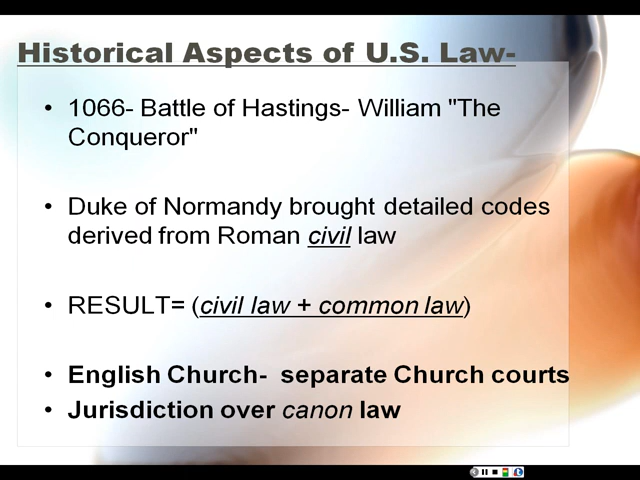 Historical Aspects of U.S. Law-
• 1066- Battle of Hastings- William "The
Conqueror"
• Duke of Normandy brought detailed codes
derived from Roman civil law
• RESULT= (civil law + common law)
• English Church-  separate Church courts
• Jurisdiction over canon law